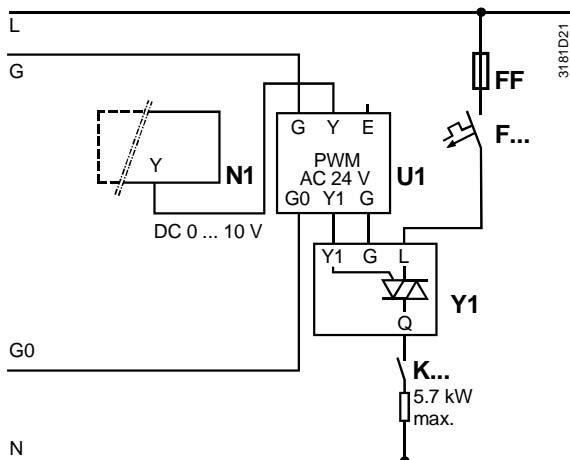 L
3181D21
G
FF
F...
G Y E
Y
N1
PWM
AC 24 V
U1
G0 Y1 G
DC 0 ... 10 V
Y1 G L
Y1
Q
G0
K...
5.7 kW
max.
N